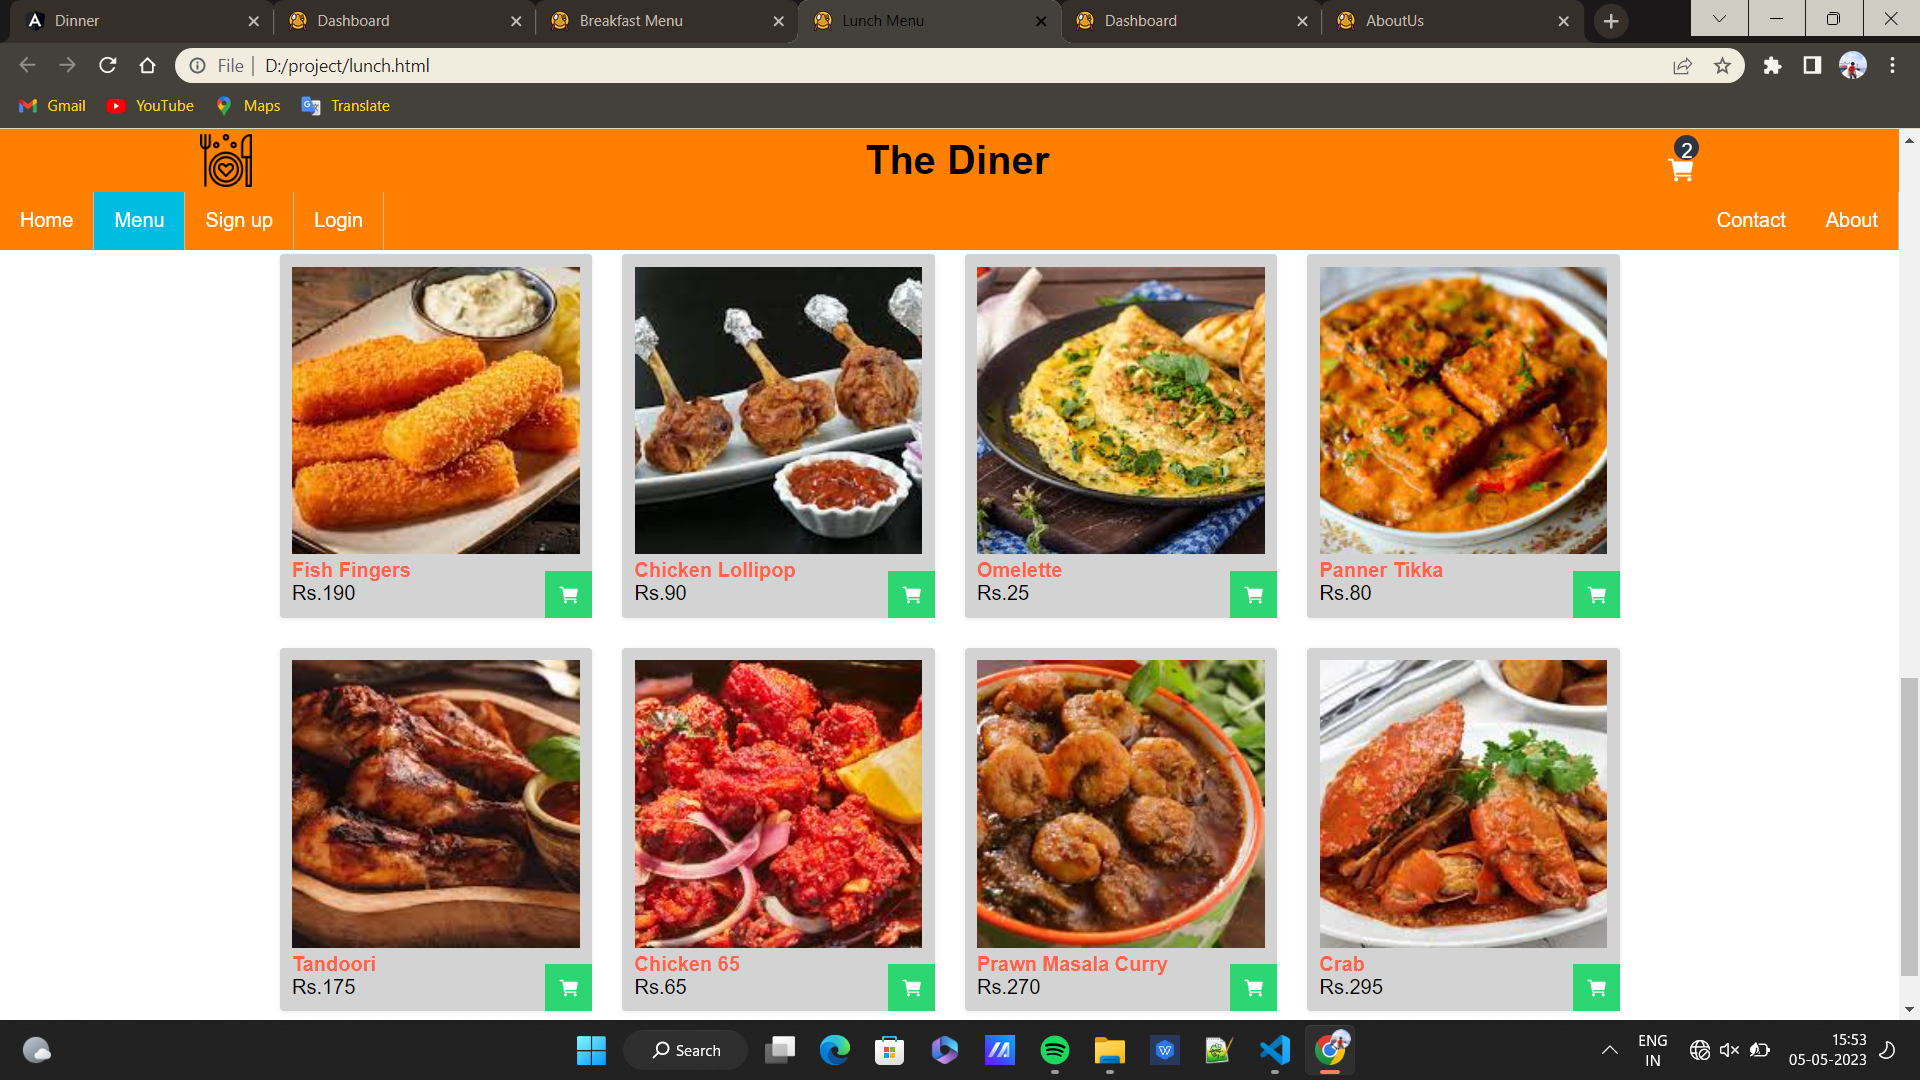 Dinner
Dashboard
Breakfast Menu
Lunch Menu
Dashboard
AboutUs
File
D:/project/lunch.html
Gmail
YouTube
Maps
Translate
The Diner
2
Home
Menu
Sign up
Login
Contact
About
Fish Fingers
Rs.190
Chicken Lollipop
Rs.90
Omelette
Rs.25
Panner Tikka
Rs.80
Tandoori
Rs.175
Chicken 65
Rs.65
Prawn Masala Curry
Rs.270
Crab
Rs.295
Search
ENG
IN
15:53
05-05-2023